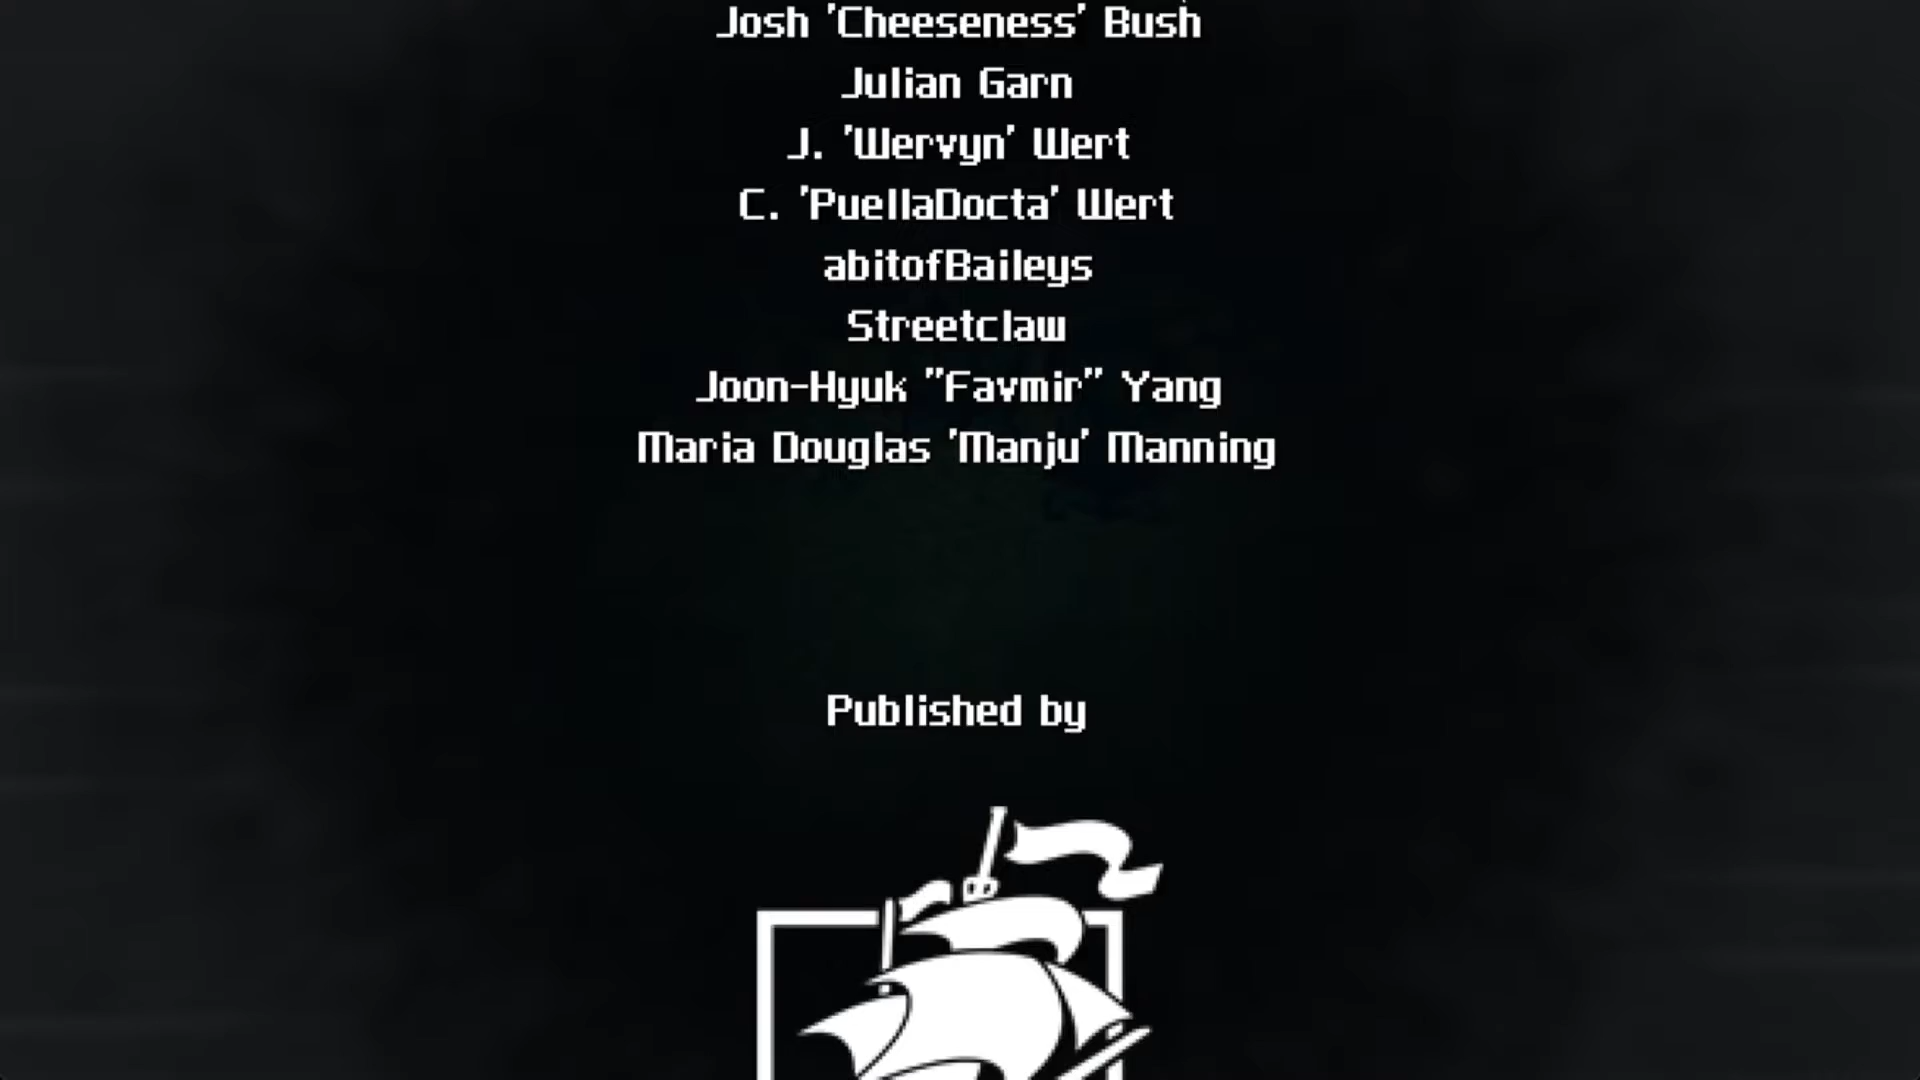 Josh 'Cheeseness' Bush
Julian Garn
J. 'Wervyn' Wert
C. 'PuellaDocta' Wert
abitofBaileys
Streetclaw
Joon-Hyuk "Favmir" Yang
Maria Douglas 'Manju' Manning
Published by